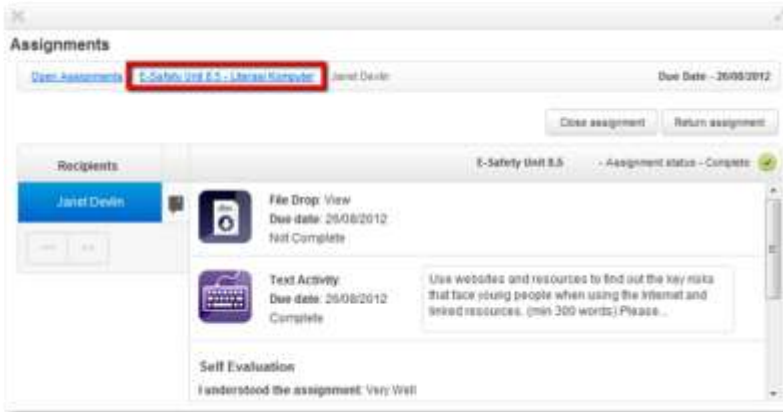 Assignments
Open Assignments E-Safety Unit 8.5 - Literasi Komputer Janet Devlin Due Date - 26/08/2012
Close assignment Return assignment
Recipients E-Safety Unit 8.5 - Assignment status - Complete
Janet Devlin
File Drop: View
Due date: 26/08/2012
Not Complete
Text Activity:
Due date: 26/08/2012
Complete
Use websites and resources to find out the key risks
that face young people when using the Internet and
linked resources. (min 300 words) Please...
Self Evaluation
I understood the assignment: Very Well